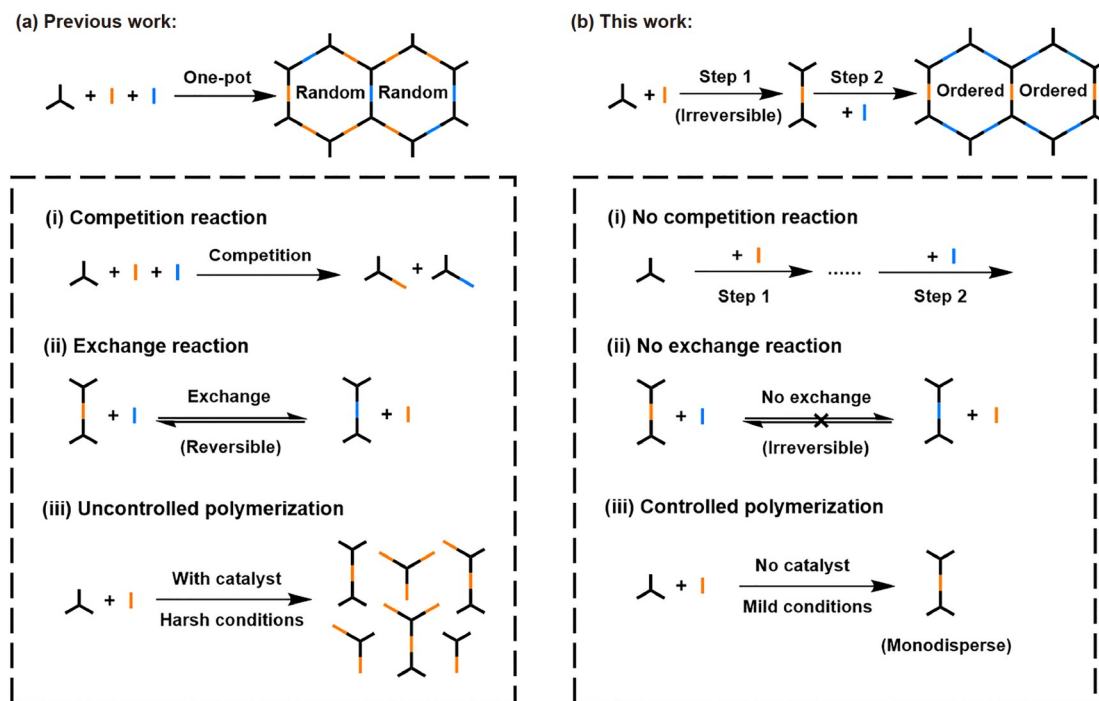 (a) Previous work:
+ + One-pot
Random Random
(i) Competition reaction
+ + Competition +
(ii) Exchange reaction
+ Exchange +
(Reversible)
(iii) Uncontrolled polymerization
+ With catalyst
Harsh conditions
(b) This work:
+ Step 1 Step 2
(Irreversible) +
Ordered Ordered
(i) No competition reaction
+ +
......
Step 1 Step 2
(ii) No exchange reaction
+ No exchange +
(Irreversible)
(iii) Controlled polymerization
+ No catalyst
Mild conditions
(Monodisperse)